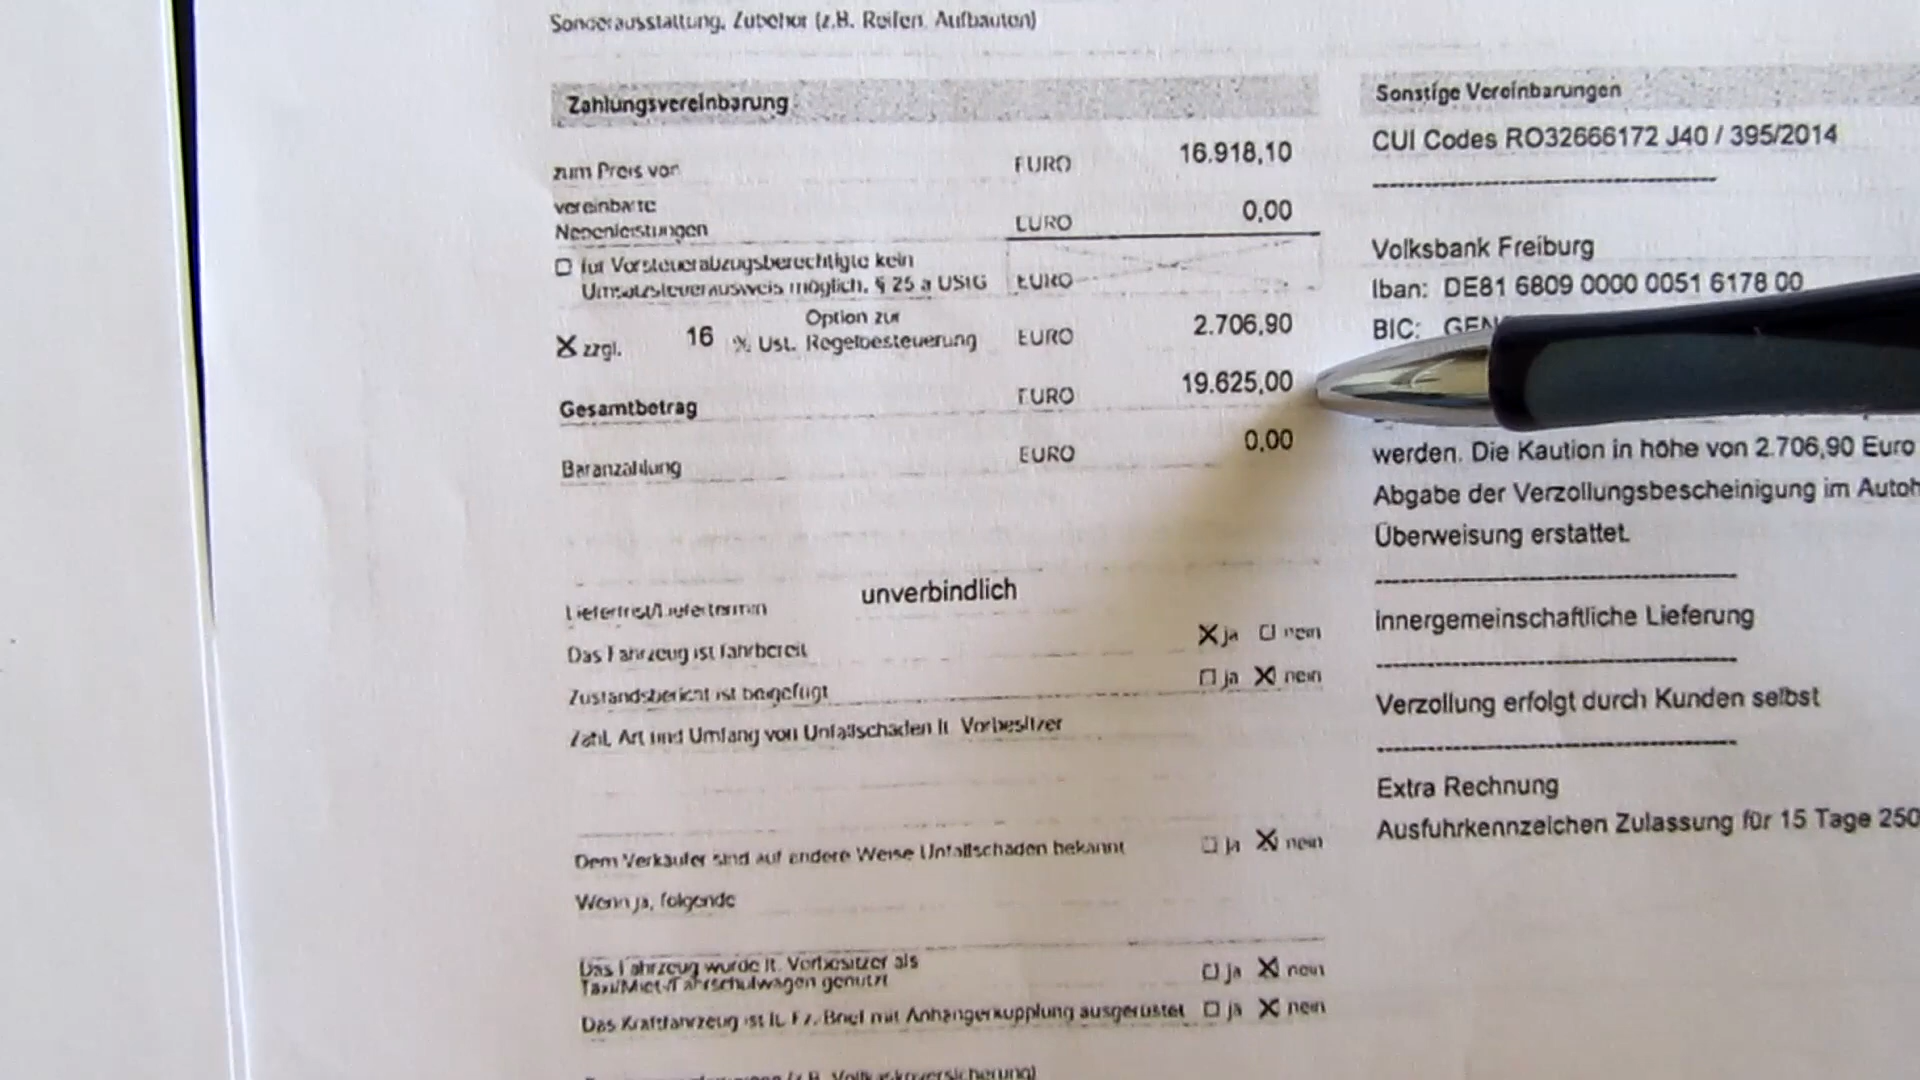 Sonderausstattung, Zubehör (z.B. Reifen, Aufbauten)
Zahlungsvereinbarung
zum Preis von EURO 16.918,10
vereinbarte
Nebenleistungen EURO 0,00
für Vorsteuerabzugsberechtigte kein
Umsatzsteuerausweis möglich, § 25 a UStG EURO
X zzgl. 16 % Ust. Option zur Regelbesteuerung EURO 2.706,90
Gesamtbetrag EURO 19.625,00
Baranzahlung EURO 0,00
Lieferfrist/Liefertermin unverbindlich
Das Fahrzeug ist fahrbereit X ja nein
Zustandsbericht ist beigefügt ja X nein
Zahl, Art und Umfang von Unfallschäden lt. Vorbesitzer
Dem Verkäufer sind auf andere Weise Unfallschäden bekannt ja X nein
Wenn ja, folgende
Das Fahrzeug wurde lt. Vorbesitzer als
Taxi/Miet-/Fahrschulwagen genutzt ja X nein
Das Kraftfahrzeug ist lt. Fz. Brief mit Anhängerkupplung ausgerüstet ja X nein
Sonstige Vereinbarungen
CUI Codes RO32666172 J40 / 395/2014
Volksbank Freiburg
Iban: DE81 6809 0000 0051 6178 00
BIC:
werden. Die Kaution in höhe von 2.706,90 Euro
Abgabe der Verzollungsbescheinigung im
Überweisung erstattet.
Innergemeinschaftliche Lieferung
Verzollung erfolgt durch Kunden selbst
Extra Rechnung
Ausfuhrkennzeichen Zulassung für 15 Tage 250